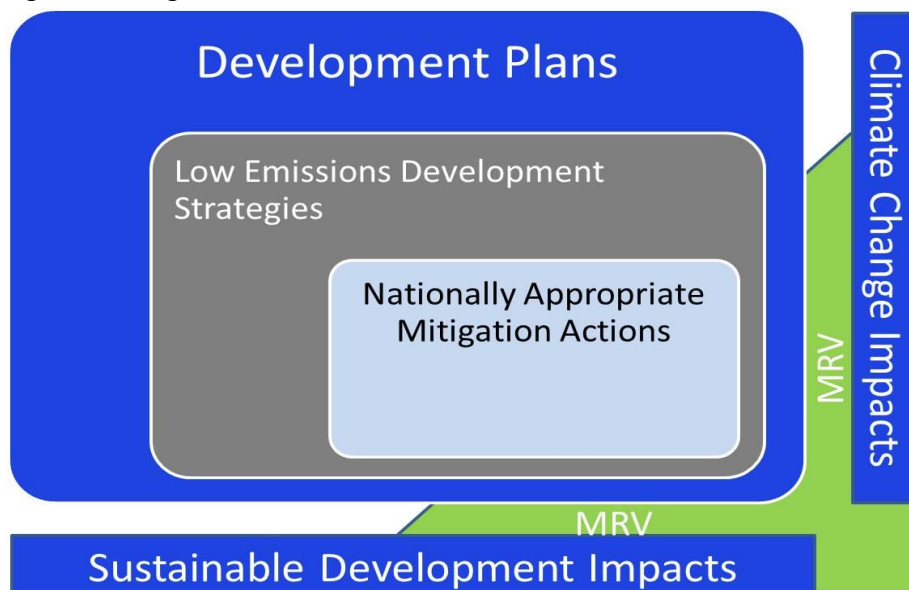 Development Plans
Low Emissions Development
Strategies
Nationally Appropriate
Mitigation Actions
MRV
Climate Change Impacts
MRV
Sustainable Development Impacts